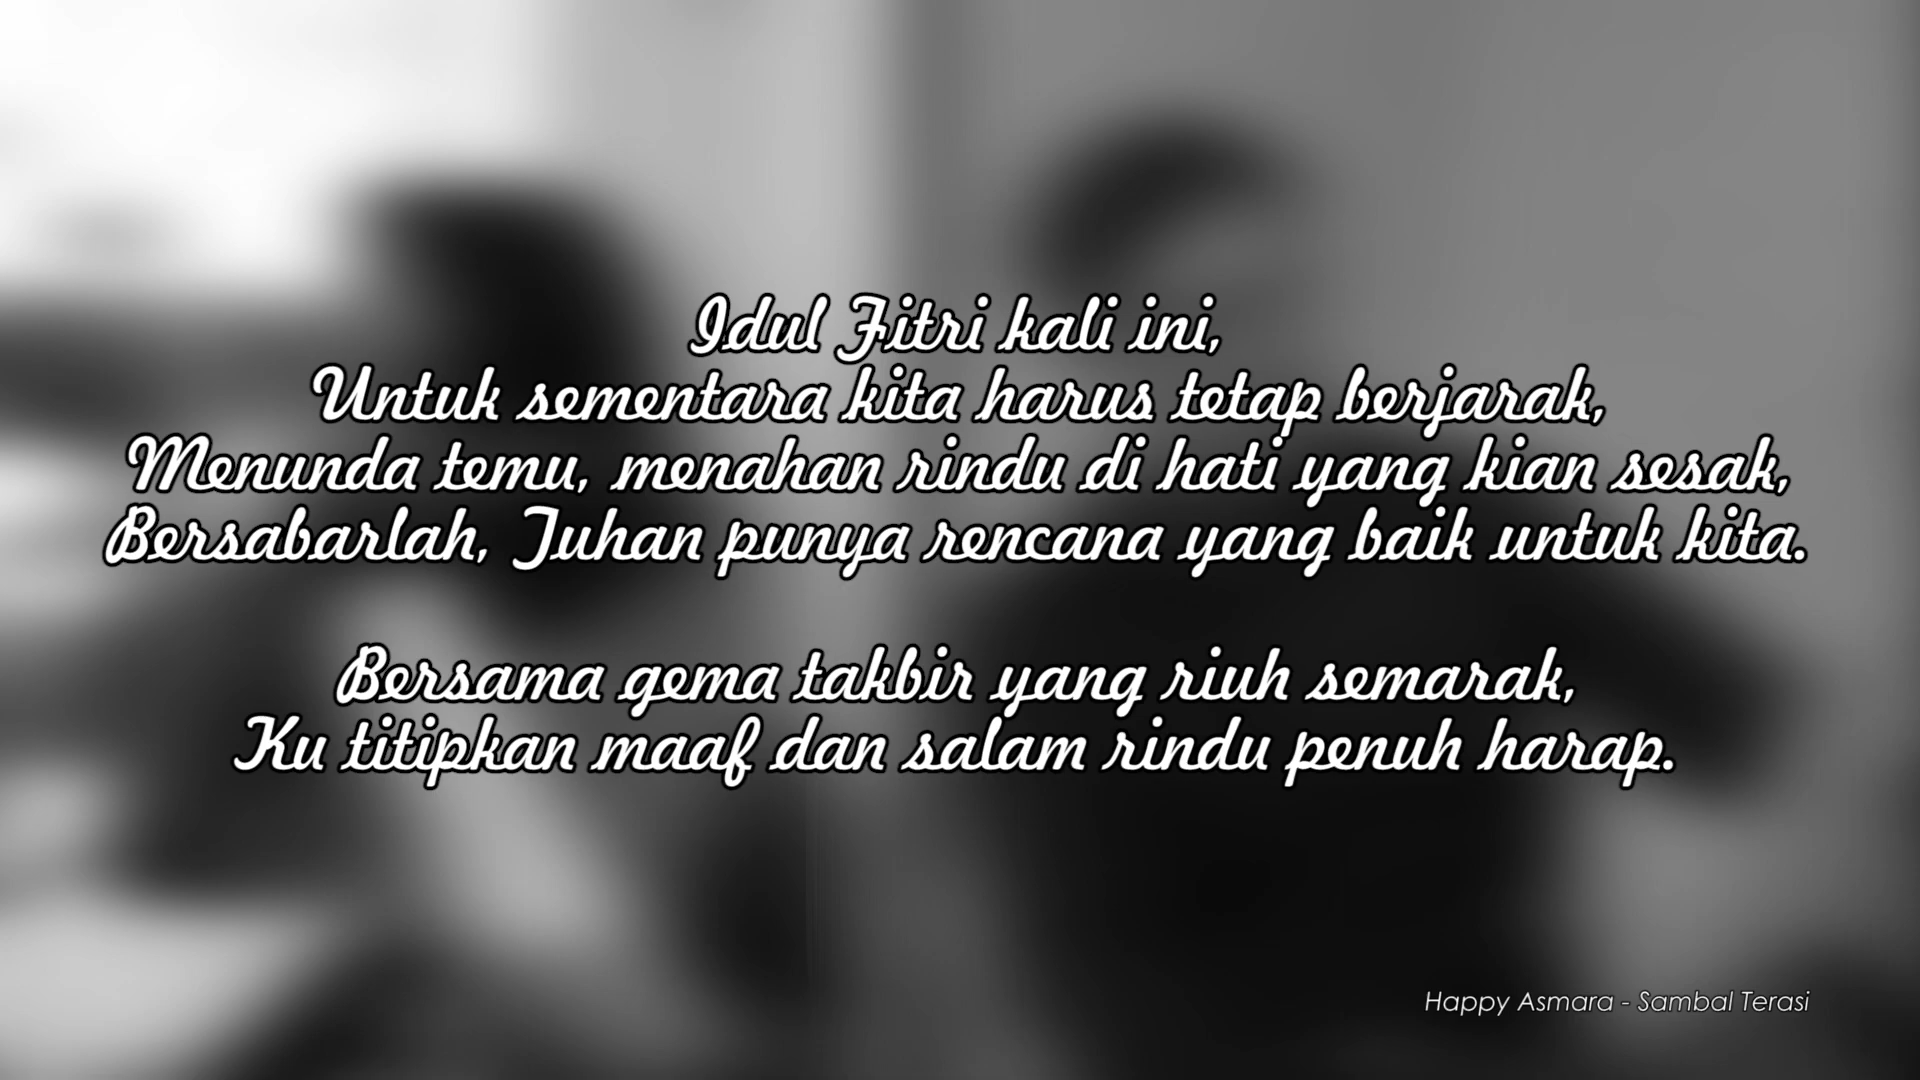 Idul Fitri kali ini,
Untuk sementara kita harus tetap berjarak,
Menunda temu, menahan rindu di hati yang kian sesak,
Bersabarlah, Tuhan punya rencana yang baik untuk kita.
Bersama gema takbir yang riuh semarak,
Ku titipkan maaf dan salam rindu penuh harap.
Happy Asmara - Sambal Terasi